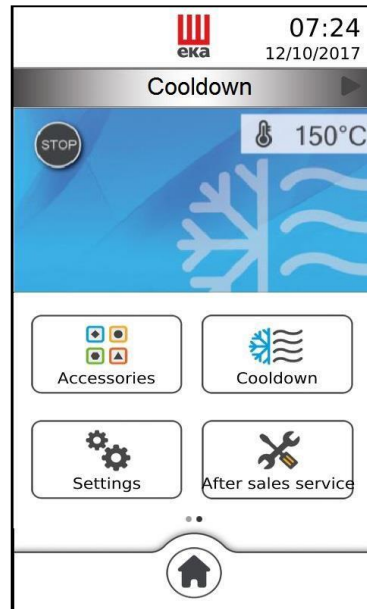 07:24
eka
12/10/2017
Cooldown
STOP
150°C
Accessories
Cooldown
Settings
After sales service